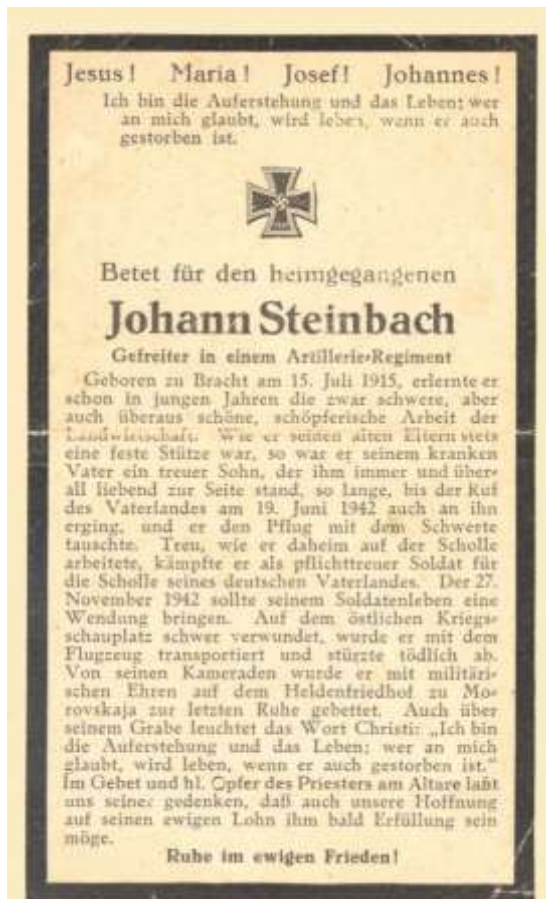 Jesus! Maria! Josef! Johannes!
Ich bin die Auferstehung und das Leben; wer
an mich glaubt, wird leben, wenn er auch
gestorben ist.
Betet für den heimgegangenen
Johann Steinbach
Gefreiter in einem Artillerie-Regiment
Geboren zu Bracht am 15. Juli 1915, erlernte er
schon in jungen Jahren die zwar schwere, aber
auch überaus schöne, schöpferische Arbeit der
Landwirtschaft. Wie er seinen alten Eltern stets
eine feste Stütze war, so war er seinem kranken
Vater ein treuer Sohn, der ihm immer und über-
all liebend zur Seite stand, so lange, bis der Ruf
des Vaterlandes am 19. Juni 1942 auch an ihn
erging, und er den Pflug mit dem Schwerte
tauschte. Treu, wie er daheim auf der Scholle
arbeitete, kämpfte er als pflichttreuer Soldat für
die Scholle seines deutschen Vaterlandes. Der 27.
November 1942 sollte seinem Soldatenleben eine
Wendung bringen. Auf dem östlichen Kriegs-
schauplatz schwer verwundet, wurde er mit dem
Flugzeug transportiert und stürzte tödlich ab.
Von seinen Kameraden wurde er mit militäri-
schen Ehren auf dem Heldenfriedhof zu Mo-
rovskaja zur letzten Ruhe gebettet. Auch über
seinem Grabe leuchtet das Wort Christi: „Ich bin
die Auferstehung und das Leben; wer an mich
glaubt, wird leben, wenn er auch gestorben ist.“
Im Gebet und hl. Opfer des Priesters am Altare laßt
uns seiner gedenken, daß auch unsere Hoffnung
auf seinen ewigen Lohn ihm bald Erfüllung sein
möge.
Ruhe im ewigen Frieden!